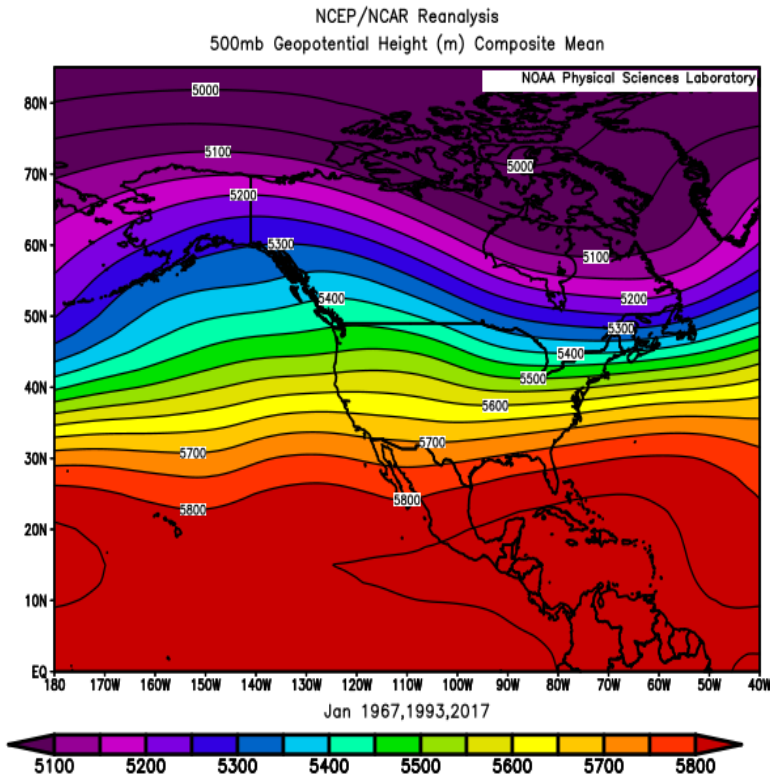 NCEP/NCAR Reanalysis
500mb Geopotential Height (m) Composite Mean
NOAA Physical Sciences Laboratory
80N
5000
5100
70N
5000
5200
60N
5300
5100
5400
5200
50N
5300
5400
5500
40N
5600
5700
5700
30N
5800
5800
20N
10N
EQ
180 170W 160W 150W 140W 130W 120W 110W 100W 90W 80W 70W 60W 50W 40W
Jan 1967,1993,2017
5100 5200 5300 5400 5500 5600 5700 5800